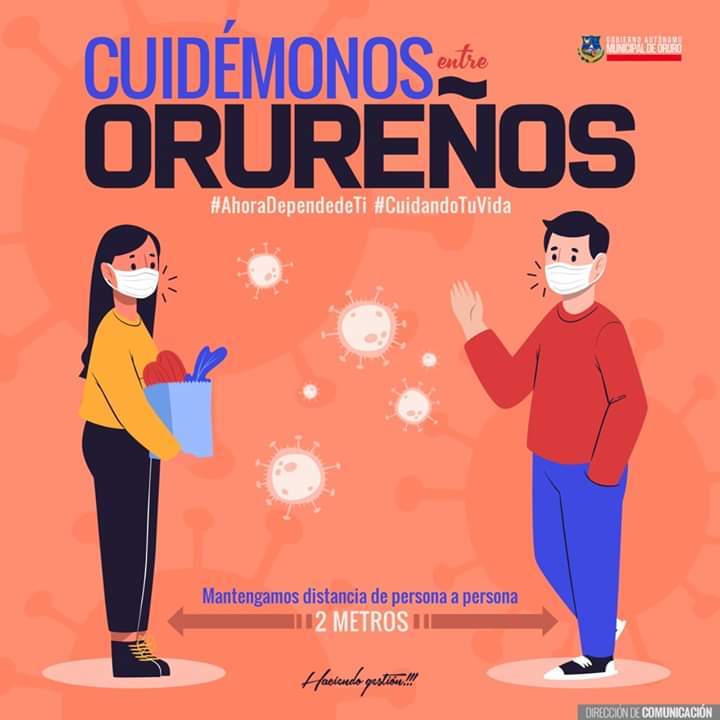 CUIDÉMONOS entre
ORUREÑOS
GOBIERNO AUTÓNOMO
MUNICIPAL DE ORURO
#AhoraDependedeTi #CuidandoTuVida
Mantengamos distancia de persona a persona
2 METROS
Haciendo gestión!!!
DIRECCIÓN DE COMUNICACIÓN